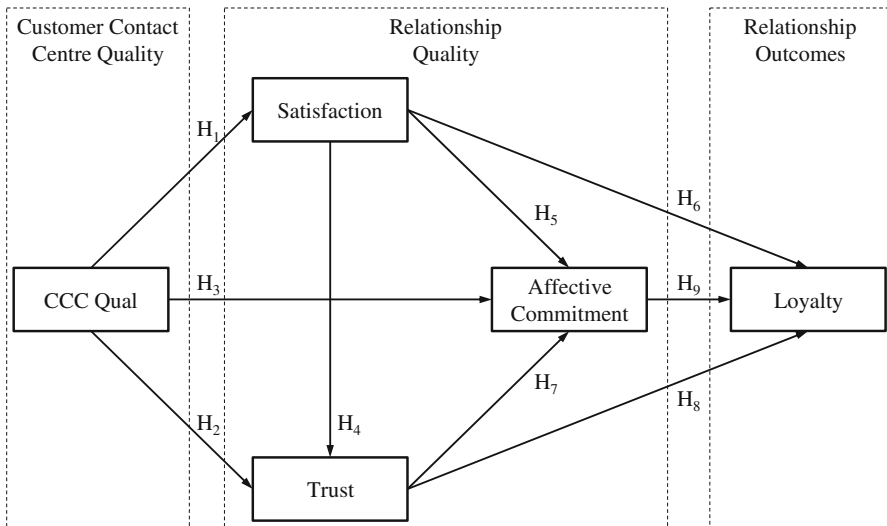 Customer Contact
Centre Quality
Relationship
Quality
Relationship
Outcomes
Satisfaction
H₁
H₆
H₅
CCC Qual
H₃
Affective
Commitment
H₉
Loyalty
H₇
H₈
H₂
H₄
Trust